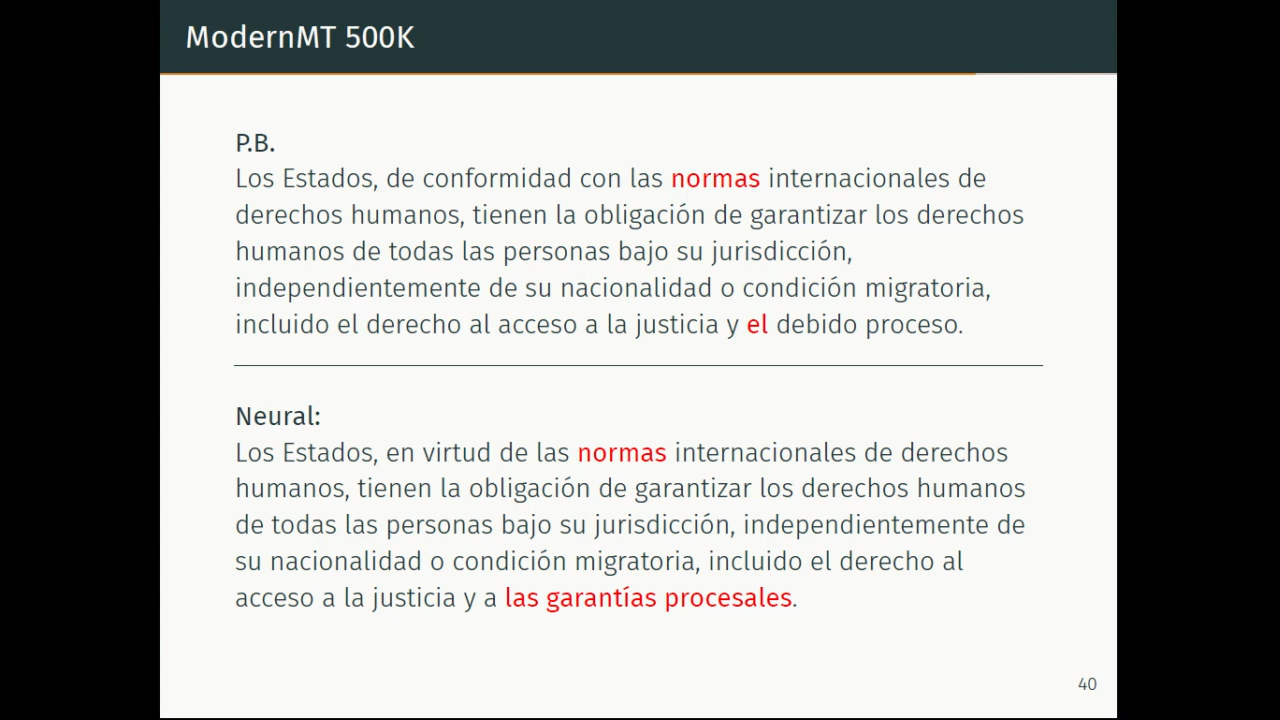 ModernMT 500K
P.B.
Los Estados, de conformidad con las normas internacionales de
derechos humanos, tienen la obligación de garantizar los derechos
humanos de todas las personas bajo su jurisdicción,
independientemente de su nacionalidad o condición migratoria,
incluido el derecho al acceso a la justicia y el debido proceso.
Neural:
Los Estados, en virtud de las normas internacionales de derechos
humanos, tienen la obligación de garantizar los derechos humanos
de todas las personas bajo su jurisdicción, independientemente de
su nacionalidad o condición migratoria, incluido el derecho al
acceso a la justicia y a las garantías procesales.
40